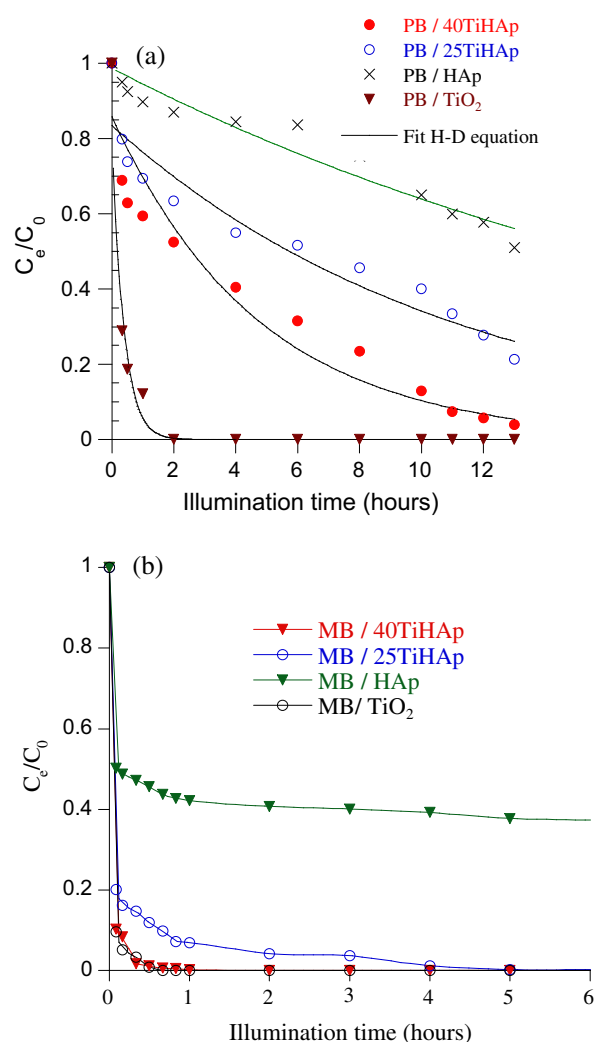 PB / 40TiHAp
PB / 25TiHAp
PB / HAp
PB / TiO₂
Fit H-D equation
(a)
1
0.8
0.6
0.4
0.2
0
Cₑ/C₀
0 2 4 6 8 10 12
Illumination time (hours)
(b)
MB / 40TiHAp
MB / 25TiHAp
MB / HAp
MB/ TiO₂
1
0.8
0.6
0.4
0.2
0
Cₑ/C₀
0 1 2 3 4 5 6
Illumination time (hours)